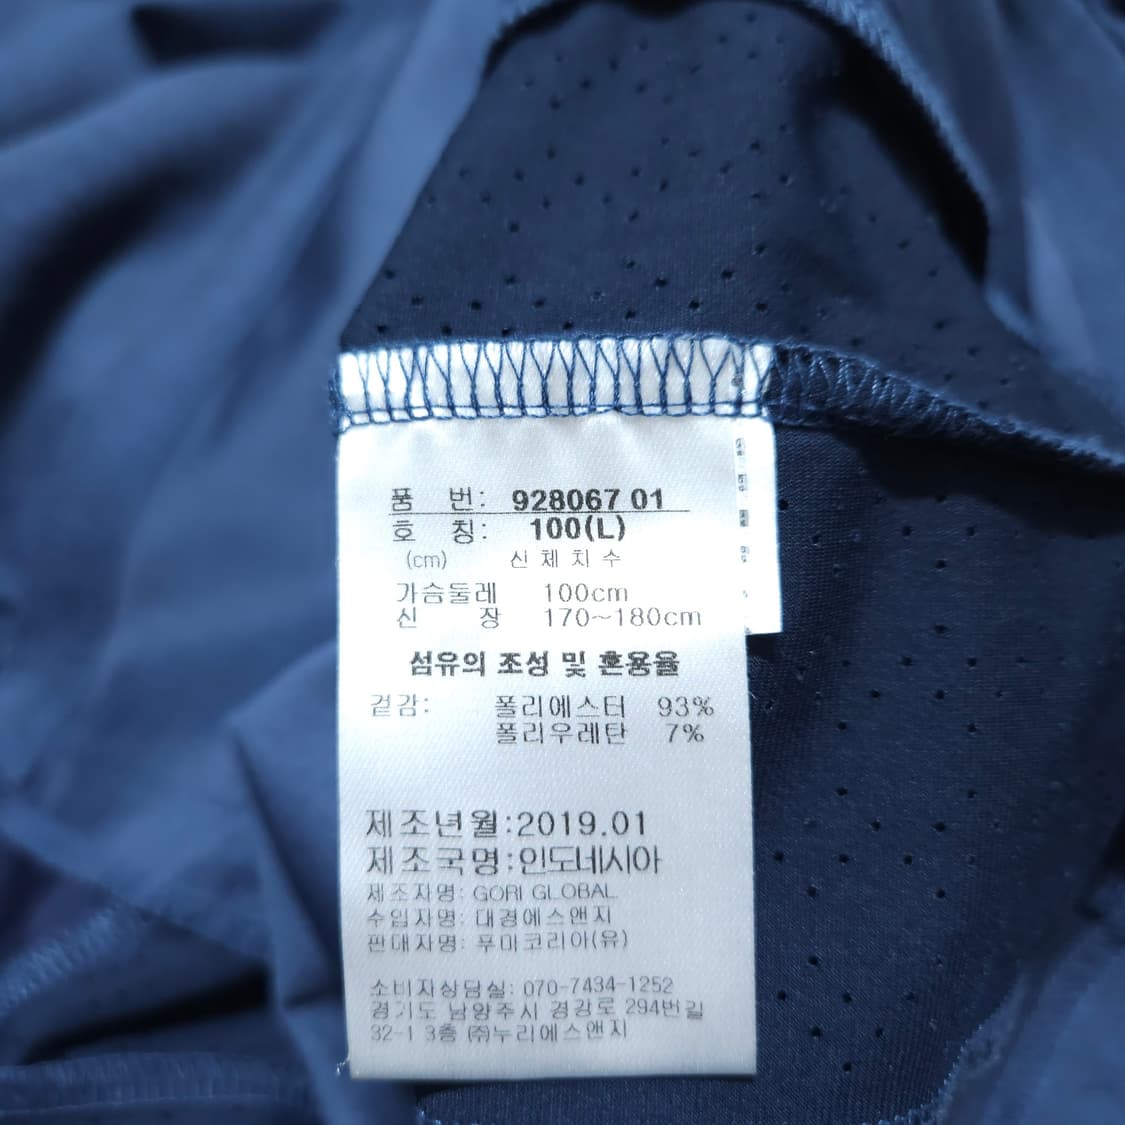 품 번: 928067 01
호 칭: 100(L)
(cm) 신체치수
가슴둘레 100cm
신 장 170~180cm
섬유의 조성 및 혼용율
겉감: 폴리에스터 93%
폴리우레탄 7%
제조년월:2019.01
제조국명:인도네시아
제조자명: GORI GLOBAL
수입자명: 대경에스앤지
판매자명: 푸마코리아(유)
소비자상담실: 070-7434-1252
경기도 남양주시 경강로 294번길
32-1 3층 ㈜누리에스앤지